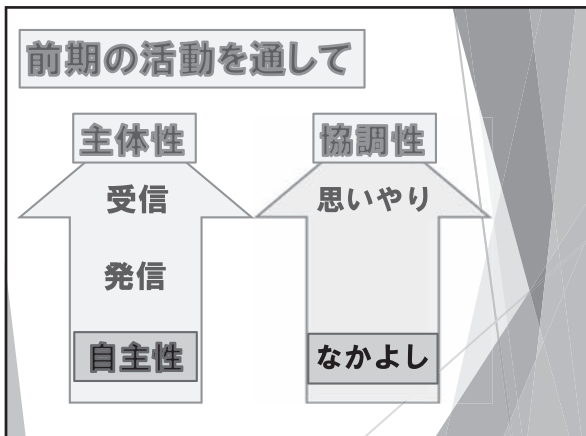 前期の活動を通して
主体性
受信
発信
自主性
協調性
思いやり
なかよし